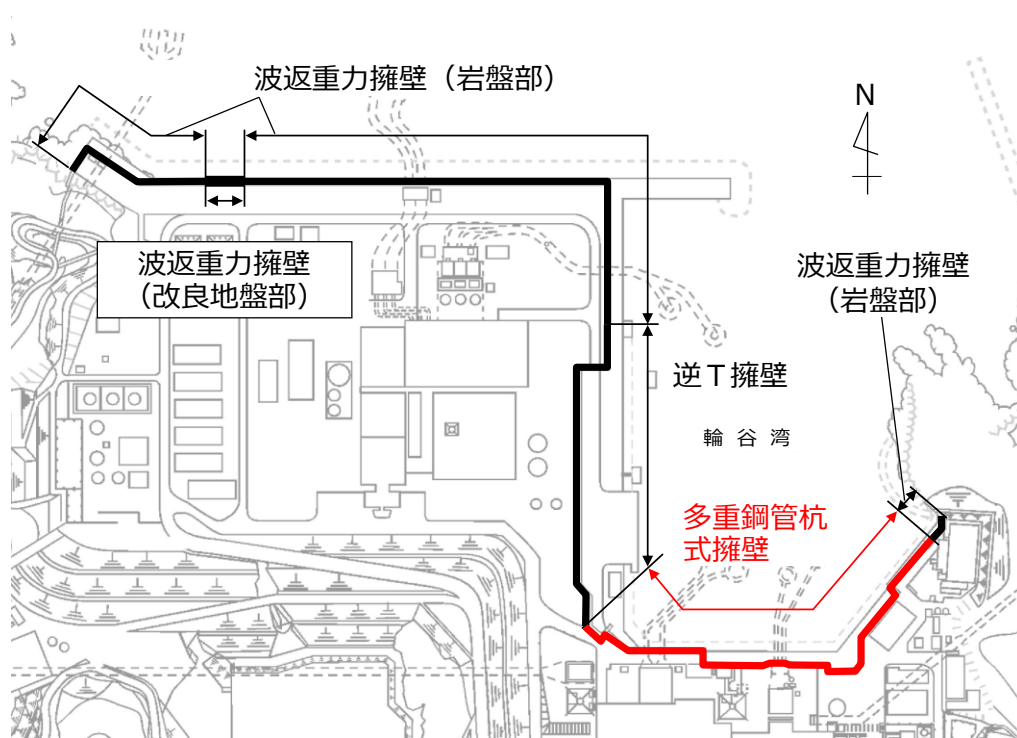 波返重力擁壁（岩盤部）
N
波返重力擁壁
（改良地盤部）
波返重力擁壁
（岩盤部）
逆Ｔ擁壁
輪谷湾
多重鋼管杭
式擁壁